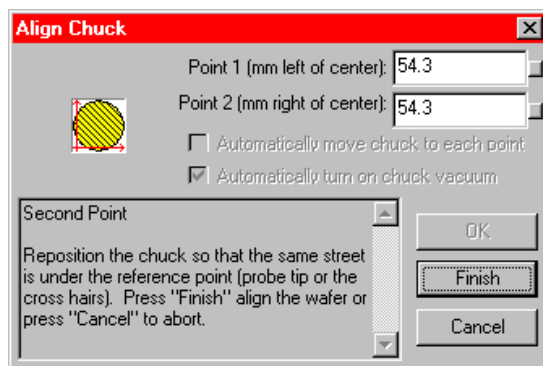 Align Chuck
Point 1 (mm left of center): 54.3
Point 2 (mm right of center): 54.3
Automatically move chuck to each point
Automatically turn on chuck vacuum
Second Point
Reposition the chuck so that the same street
is under the reference point (probe tip or the
cross hairs).  Press "Finish" align the wafer or
press "Cancel" to abort.
OK
Finish
Cancel